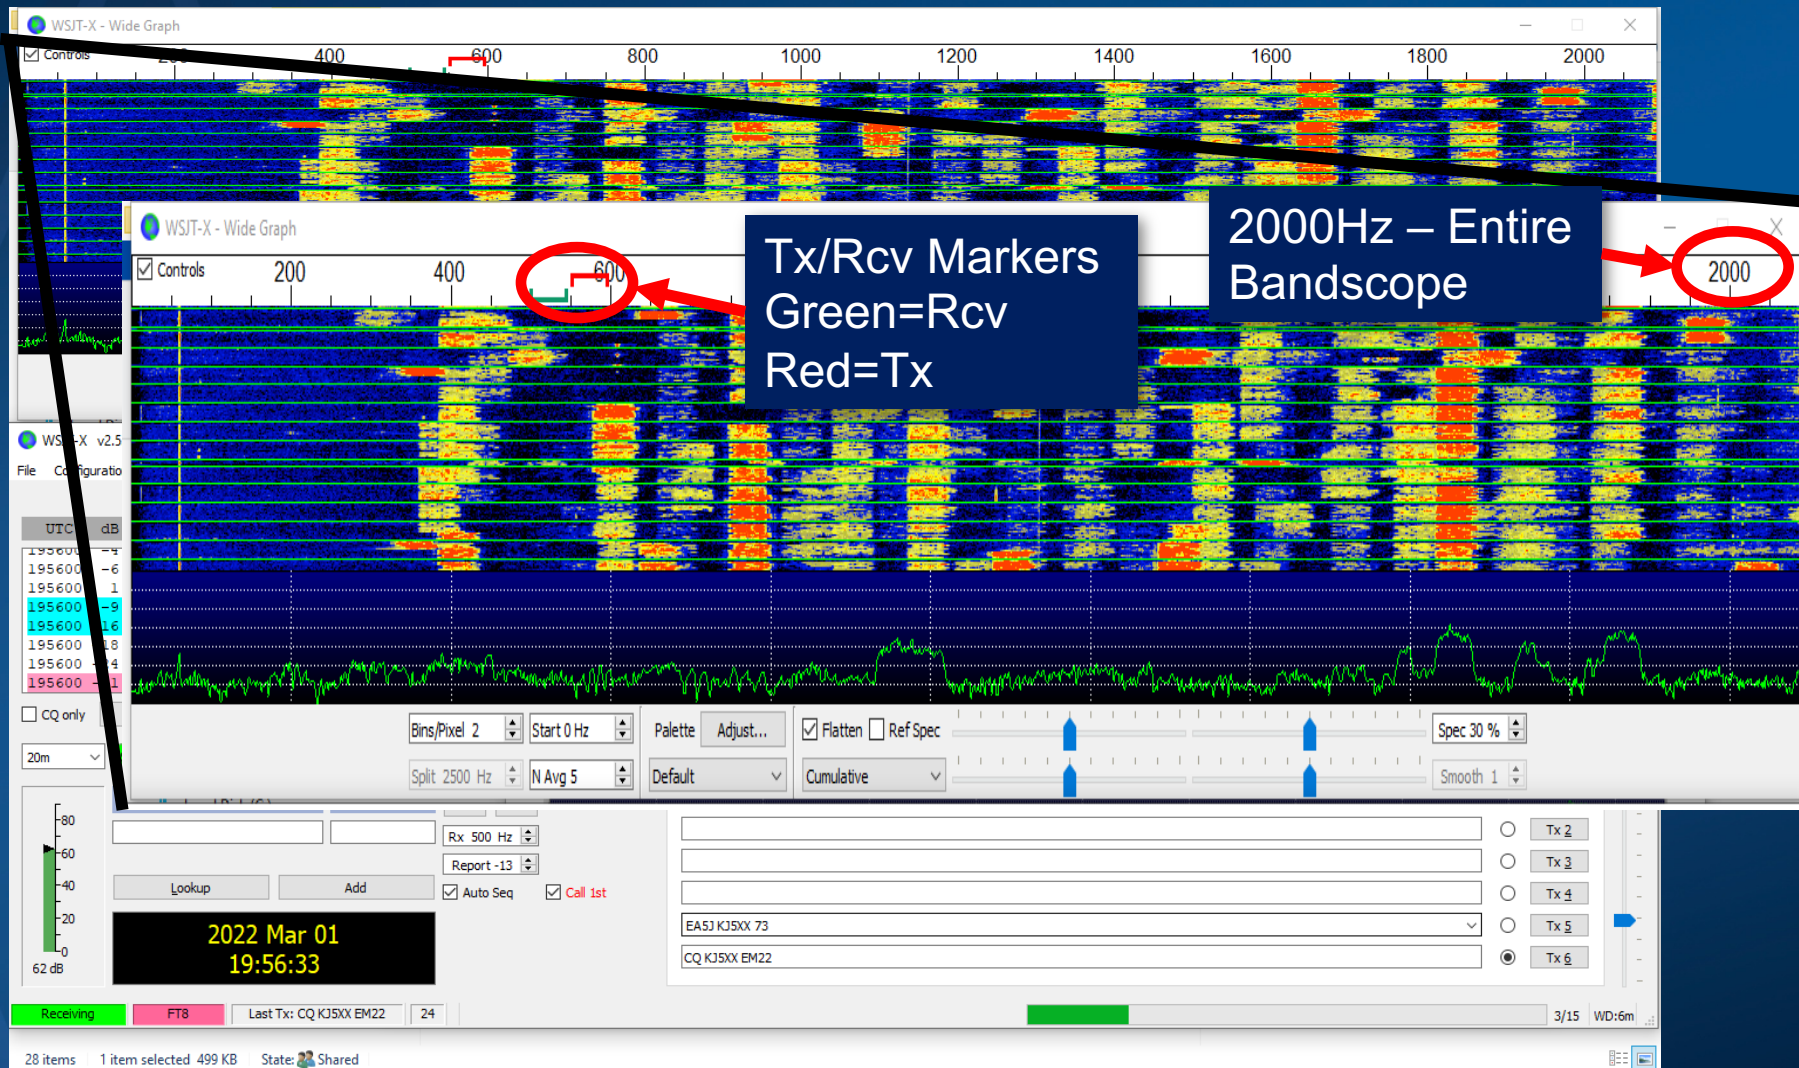 WSJT-X - Wide Graph
Controls 400 600 800 1000 1200 1400 1600 1800 2000
WSJT-X - Wide Graph
Controls 200 400 600 2000
Tx/Rcv Markers
Green=Rcv
Red=Tx
2000Hz – Entire
Bandscope
v2.5
File
UTC dB
195600 -4
195600 -6
195600 1
195600 -9
195600
195600
195600
195600
CQ only
20m
Bins/Pixel 2 Start 0 Hz Palette Adjust... Flatten Ref Spec Spec 30 %
Split 2500 Hz N Avg 5 Default Cumulative Smooth 1
-80
-60
-40
-20
-0
62 dB
Rx 500 Hz
Report -13
Lookup Add Auto Seq Call 1st
2022 Mar 01
19:56:33
Tx 2
Tx 3
Tx 4
EA5J KJ5XX 73 Tx 5
CQ KJ5XX EM22 Tx 6
Receiving FT8 Last Tx: CQ KJ5XX EM22 24 3/15 WD:6m
28 items 1 item selected 499 KB State: Shared